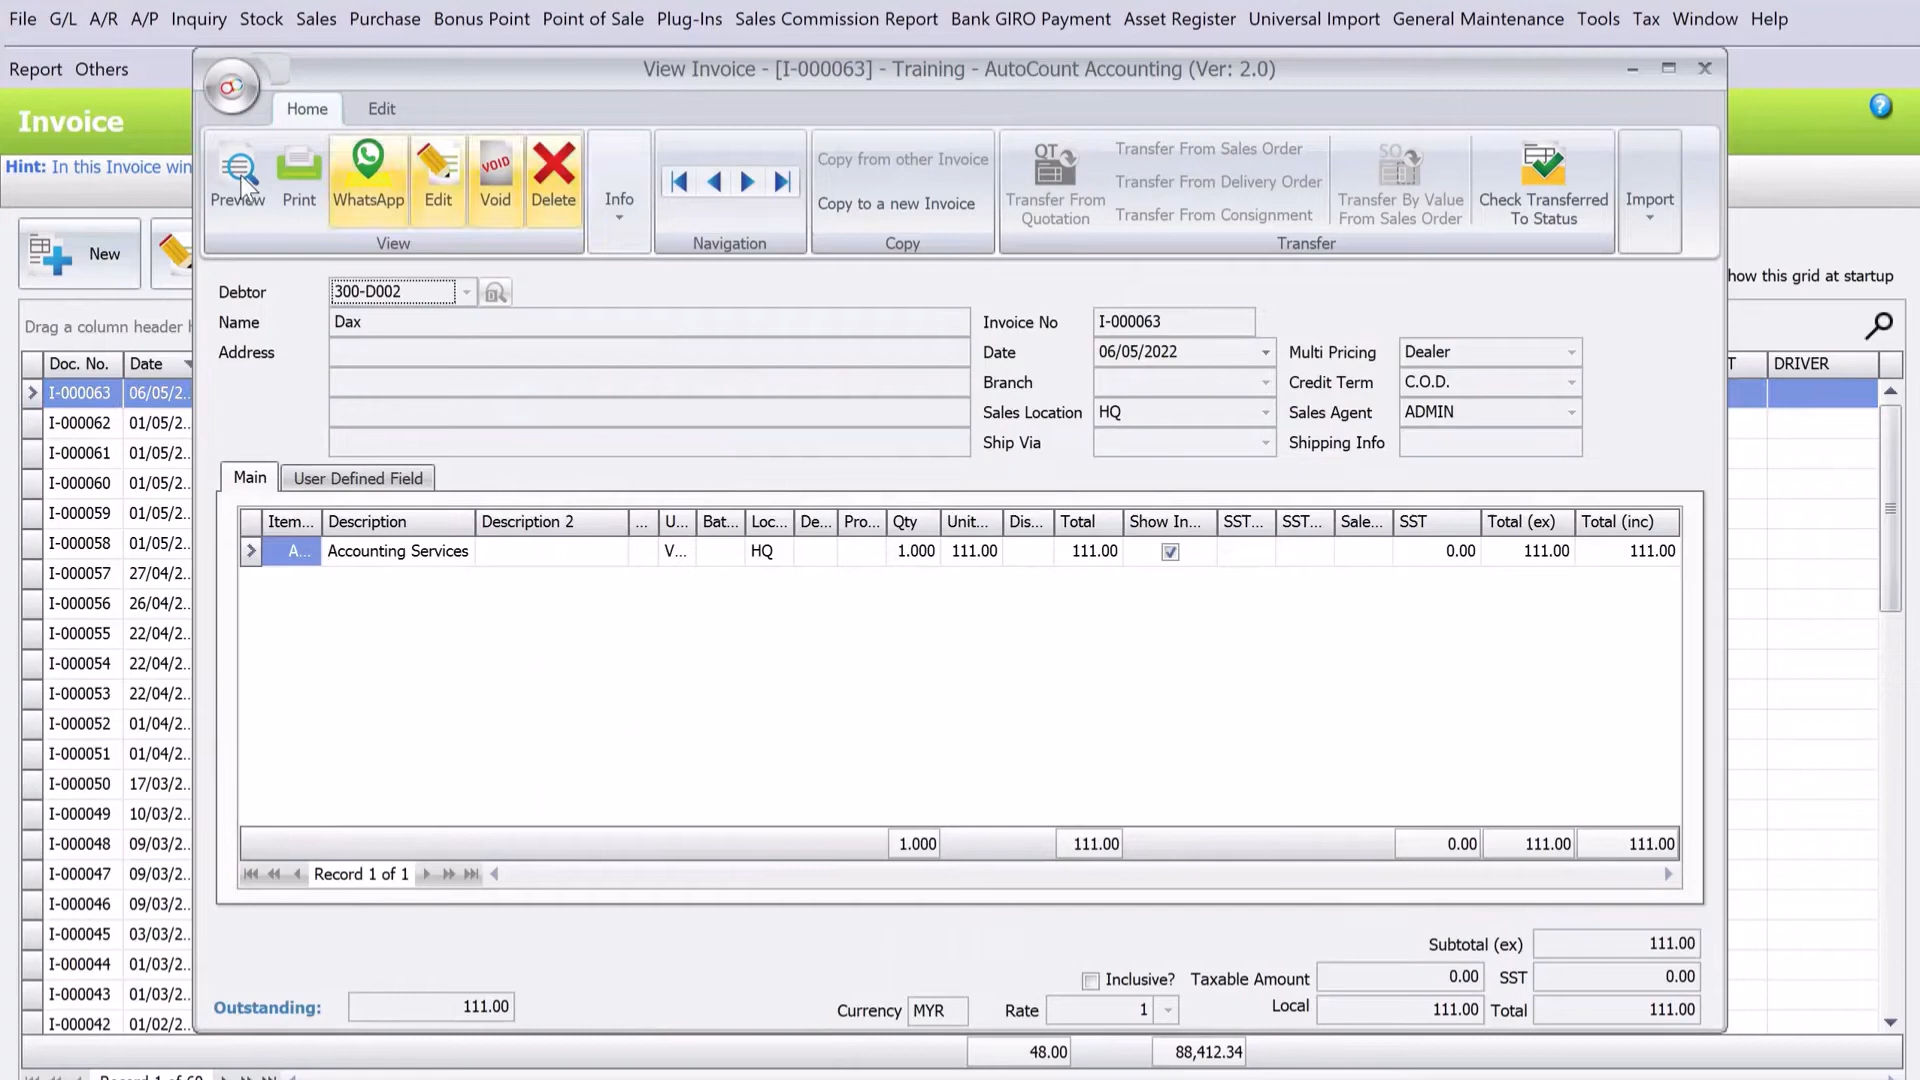 File G/L A/R A/P Inquiry Stock Sales Purchase Bonus Point Point of Sale Plug-Ins Sales Commission Report Bank GIRO Payment Asset Register Universal Import General Maintenance Tools Tax Window Help
Report Others
View Invoice - [I-000063] - Training - AutoCount Accounting (Ver: 2.0)
Home Edit
Invoice
Hint: In this Invoice win
Preview Print WhatsApp Edit VOID Void Delete
View
Info
Navigation
Copy from other Invoice
Copy to a new Invoice
Copy
QT
Transfer From Quotation
Transfer From Sales Order
Transfer From Delivery Order
Transfer From Consignment
SO
Transfer By Value From Sales Order
Check Transferred To Status
Transfer
Import
New
how this grid at startup
Drag a column header h
Debtor 300-D002
Name Dax
Address
Invoice No I-000063
Date 06/05/2022 Multi Pricing Dealer
Branch Credit Term C.O.D.
Sales Location HQ Sales Agent ADMIN
Ship Via Shipping Info
Doc. No. Date T DRIVER
I-000063 06/05/2..
I-000062 01/05/2..
I-000061 01/05/2..
I-000060 01/05/2..
I-000059 01/05/2..
I-000058 01/05/2..
I-000057 27/04/2..
I-000056 26/04/2..
I-000055 22/04/2..
I-000054 22/04/2..
I-000053 22/04/2..
I-000052 01/04/2..
I-000051 01/04/2..
I-000050 17/03/2..
I-000049 10/03/2..
I-000048 09/03/2..
I-000047 09/03/2..
I-000046 09/03/2..
I-000045 03/03/2..
I-000044 01/03/2..
I-000043 01/03/2..
I-000042 01/02/2..
Main User Defined Field
Item... Description Description 2 ... U... Bat... Loc... De... Pro... Qty Unit... Dis... Total Show In... SST... SST... Sale... SST Total (ex) Total (inc)
A... Accounting Services V... HQ 1.000 111.00 111.00 0.00 111.00 111.00
1.000 111.00 0.00 111.00 111.00
Record 1 of 1
Subtotal (ex) 111.00
Inclusive? Taxable Amount 0.00 SST 0.00
Outstanding: 111.00 Currency MYR Rate 1 Local 111.00 Total 111.00
48.00 88,412.34
Record 1 of 60